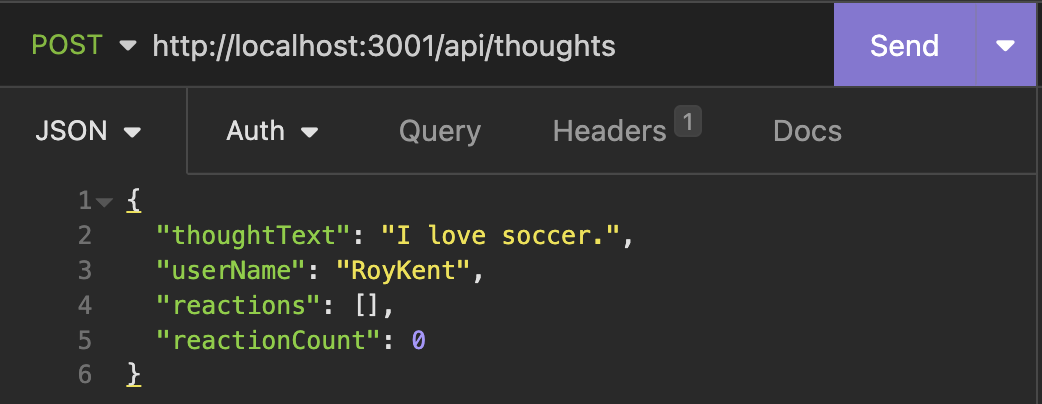 POST http://localhost:3001/api/thoughts Send
JSON Auth Query Headers 1 Docs
1 {
2 "thoughtText": "I love soccer.",
3 "userName": "RoyKent",
4 "reactions": [],
5 "reactionCount": 0
6 }